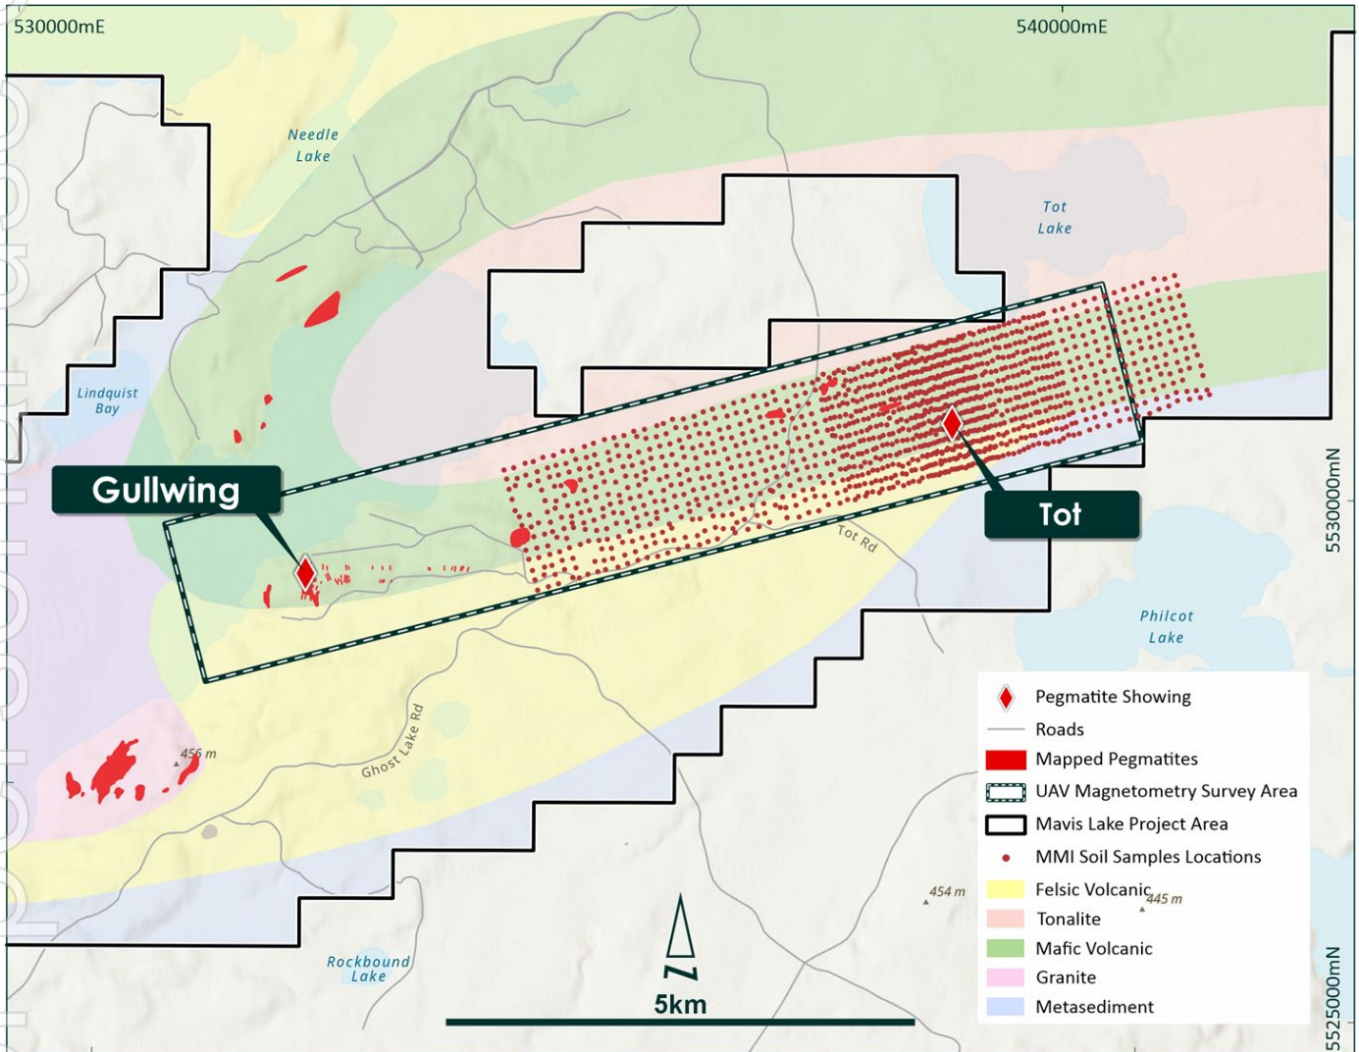 530000mE
540000mE
Needle
Lake
Tot
Lake
Lindquist
Bay
Gullwing
Tot
5530000mN
Tot Rd
Philcot
Lake
Ghost Lake Rd
456 m
Pegmatite Showing
Roads
Mapped Pegmatites
UAV Magnetometry Survey Area
Mavis Lake Project Area
MMI Soil Samples Locations
Felsic Volcanic
Tonalite
Mafic Volcanic
Granite
Metasediment
454 m
445 m
Rockbound
Lake
N
5km
5525000mN